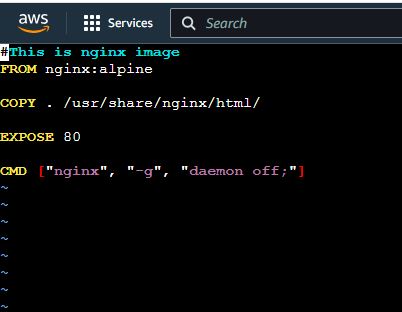 aws
Services
Search
#This is nginx image
FROM nginx:alpine
COPY . /usr/share/nginx/html/
EXPOSE 80
CMD ["nginx", "-g", "daemon off;"]
~
~
~
~
~
~
~
~